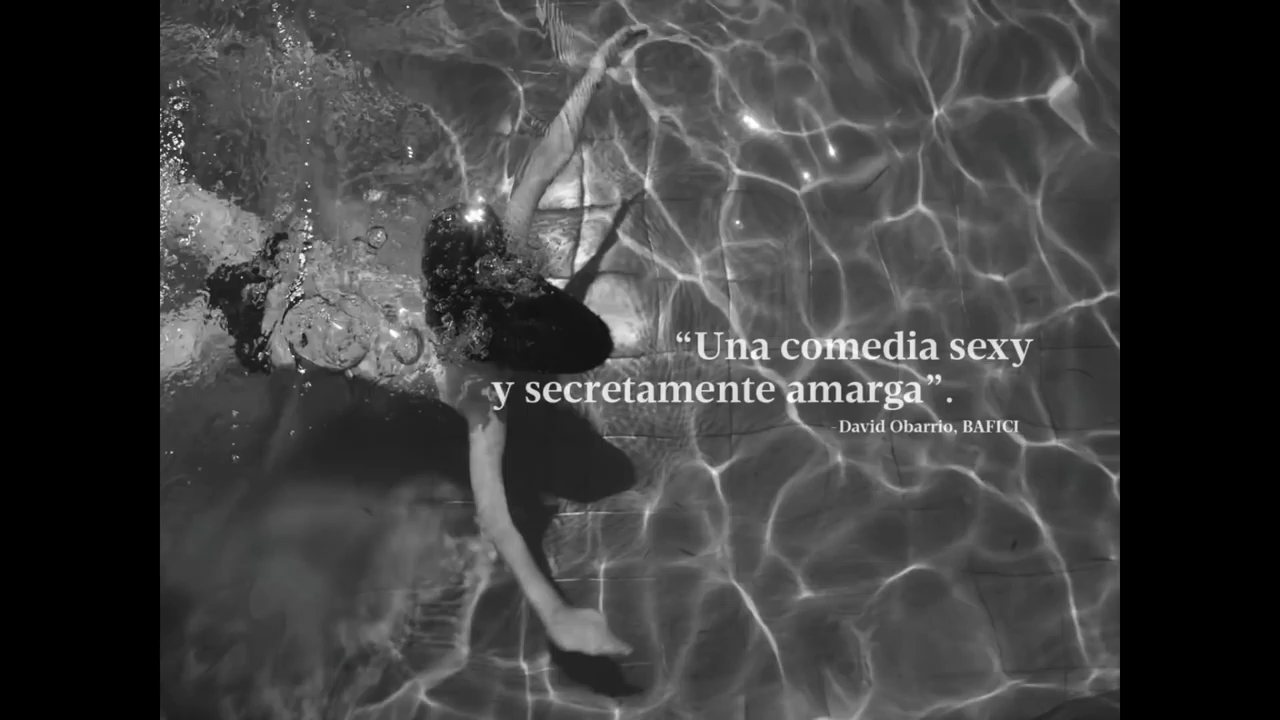 “Una comedia sexy
y secretamente amarga”.
-David Obarrio, BAFICI